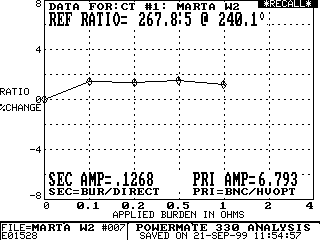 DATA FOR:CT #1: MARTA W2 *RECALL*
REF RATIO= 267.8:5 @ 240.1°
8
4
RATIO
%CHANGE
0
-4
-8
SEC AMP=.1268 PRI AMP=6.793
SEC=BUR/DIRECT PRI=BNC/HVOPT
0 0.1 0.2 0.5 1 2 4
APPLIED BURDEN IN OHMS
FILE=MARTA W2 #007 POWERMATE 330 ANALYSIS
E01528 SAVED ON 21-SEP-99 11:54:57